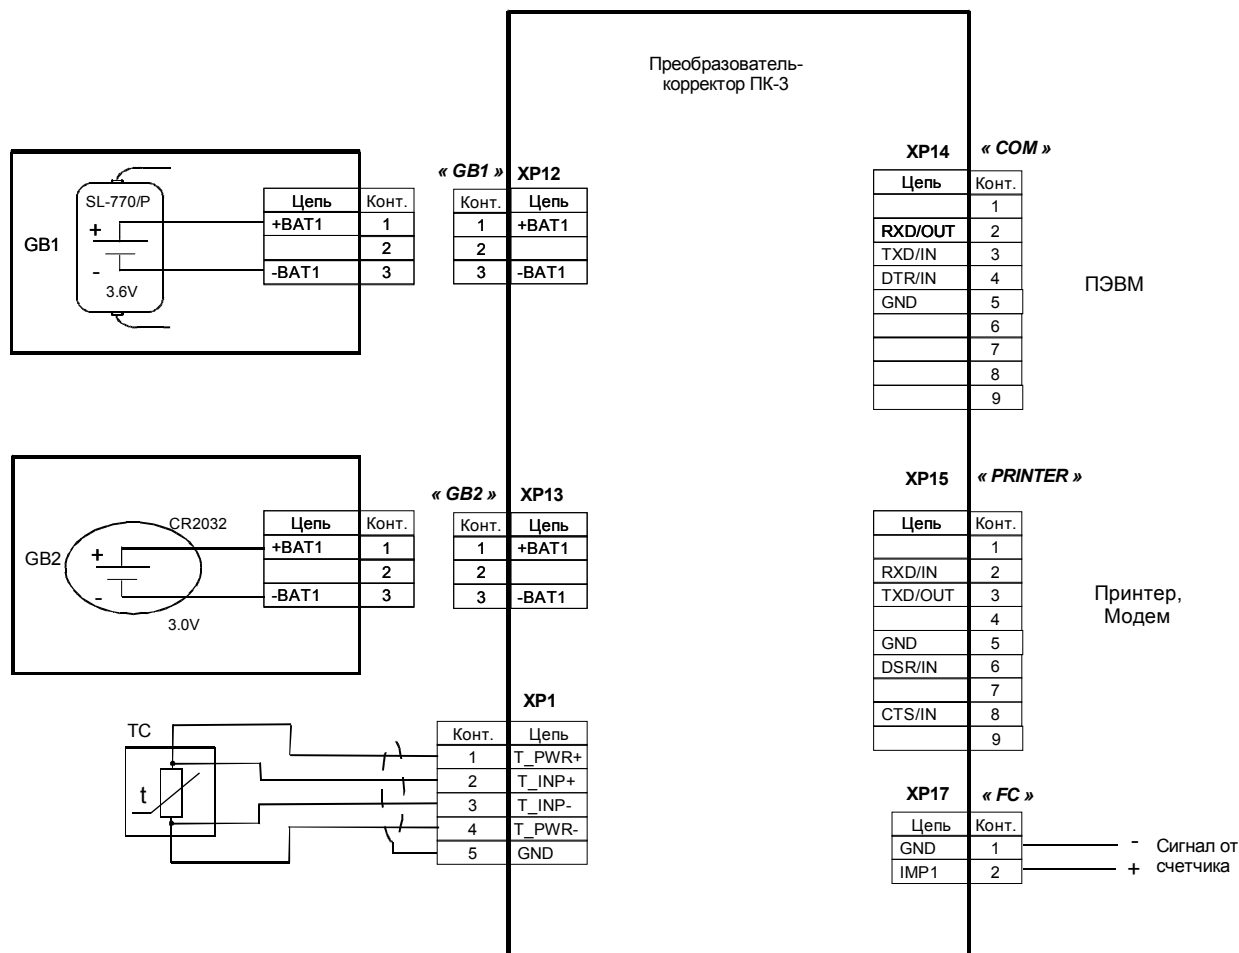 Преобразователь-
корректор ПК-3
GB1
SL-770/P
+
-
3.6V
Цепь Конт.
+BAT1 1
2
-BAT1 3
« GB1 » XP12
Конт. Цепь
1 +BAT1
2
3 -BAT1
XP14 « COM »
Цепь Конт.
1
RXD/OUT 2
TXD/IN 3
DTR/IN 4
GND 5
6
7
8
9
ПЭВМ
GB2
CR2032
+
-
3.0V
Цепь Конт.
+BAT1 1
2
-BAT1 3
« GB2 » XP13
Конт. Цепь
1 +BAT1
2
3 -BAT1
XP15 « PRINTER »
Цепь Конт.
1
RXD/IN 2
TXD/OUT 3
4
GND 5
DSR/IN 6
7
CTS/IN 8
9
Принтер,
Модем
ТС
t
XP1
Конт. Цепь
1 T_PWR+
2 T_INP+
3 T_INP-
4 T_PWR-
5 GND
XP17 « FC »
Цепь Конт.
GND 1
IMP1 2
- Сигнал от
+ счетчика